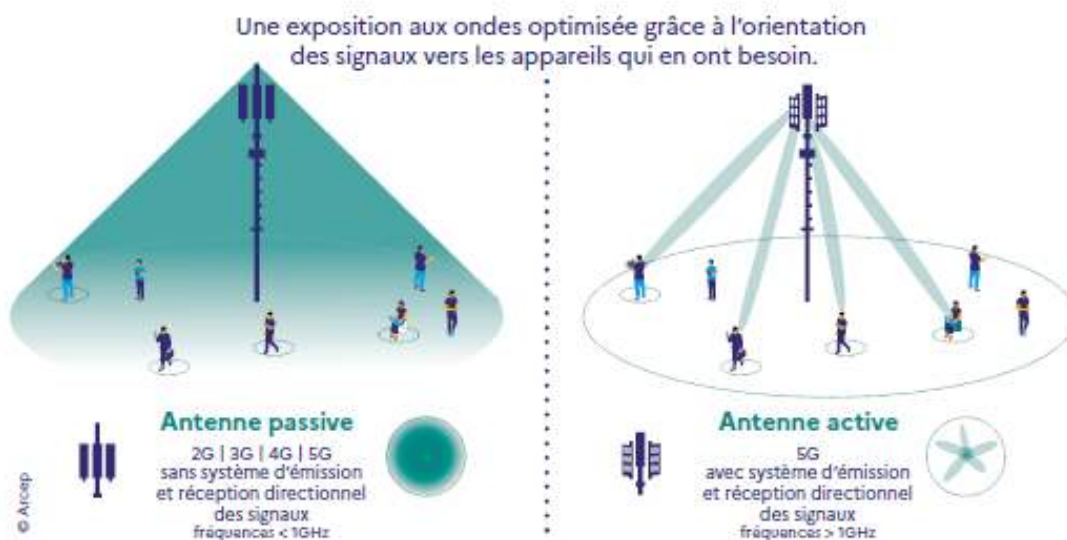 Une exposition aux ondes optimisée grâce à l'orientation
des signaux vers les appareils qui en ont besoin.
Antenne passive
2G | 3G | 4G | 5G
sans système d'émission
et réception directionnel
des signaux
fréquences < 1GHz
Antenne active
5G
avec système d'émission
et réception directionnel
des signaux
fréquences > 1GHz
© Arcep